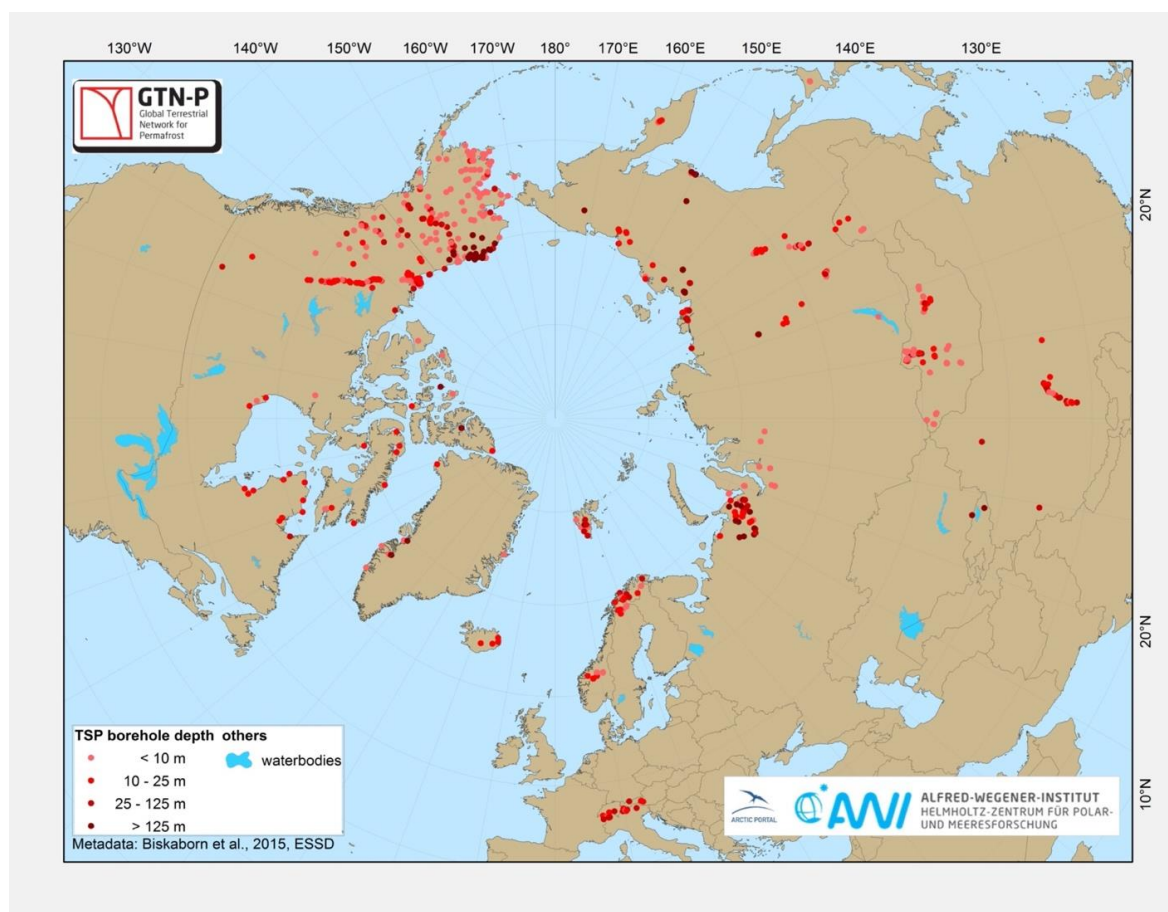 130°W 140°W 150°W 160°W 170°W 180° 170°E 160°E 150°E 140°E 130°E
GTN-P
Global Terrestrial
Network for
Permafrost
20°N
20°N
10°N
TSP borehole depth others
< 10 m waterbodies
10 - 25 m
25 - 125 m
> 125 m
Metadata: Biskaborn et al., 2015, ESSD
ARCTIC PORTAL
AWI
ALFRED-WEGENER-INSTITUT
HELMHOLTZ-ZENTRUM FÜR POLAR-
UND MEERESFORSCHUNG